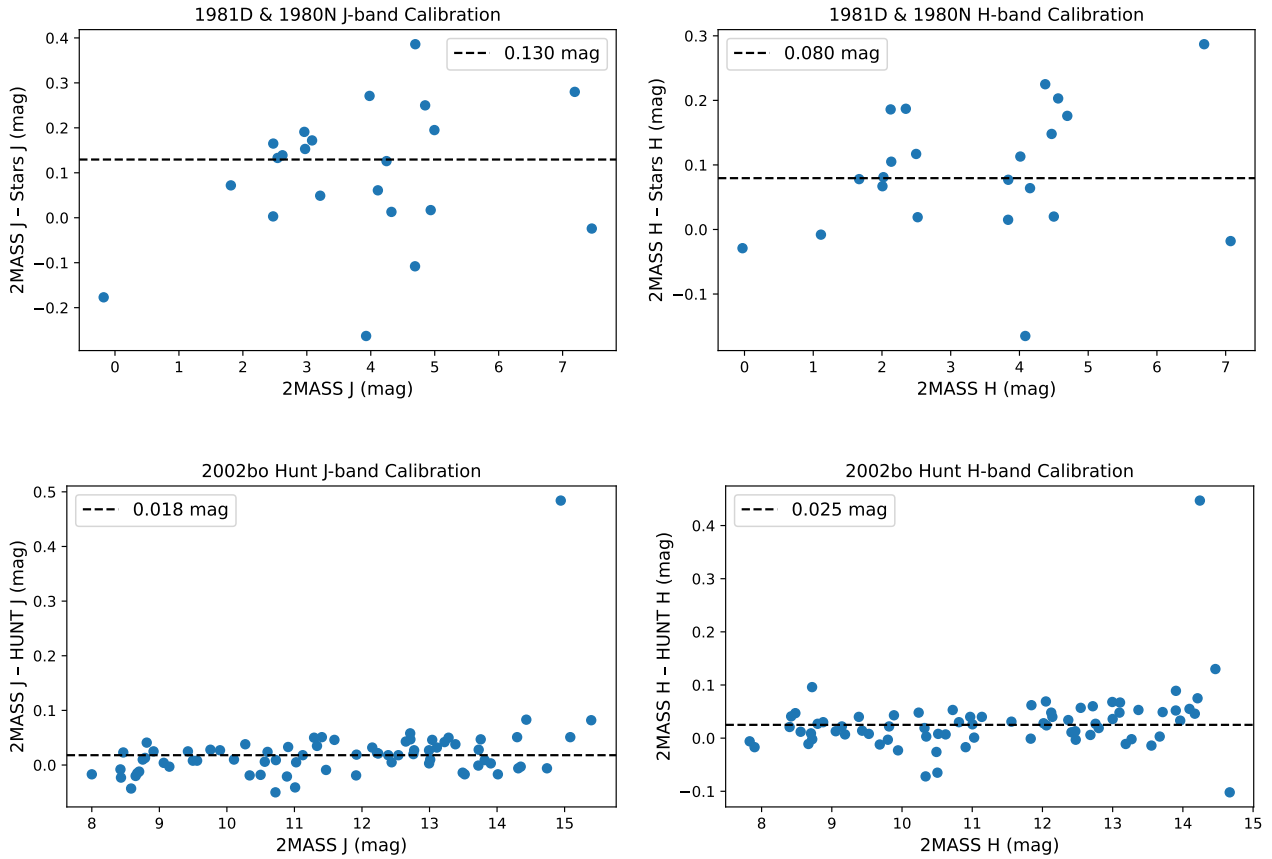 1981D & 1980N J-band Calibration
0.130 mag
2MASS J − Stars J (mag)
0.4
0.3
0.2
0.1
0.0
−0.1
−0.2
0 1 2 3 4 5 6 7
2MASS J (mag)
1981D & 1980N H-band Calibration
0.080 mag
2MASS H − Stars H (mag)
0.3
0.2
0.1
0.0
−0.1
0 1 2 3 4 5 6 7
2MASS H (mag)
2002bo Hunt J-band Calibration
0.018 mag
2MASS J − HUNT J (mag)
0.5
0.4
0.3
0.2
0.1
0.0
8 9 10 11 12 13 14 15
2MASS J (mag)
2002bo Hunt H-band Calibration
0.025 mag
2MASS H − HUNT H (mag)
0.4
0.3
0.2
0.1
0.0
−0.1
8 9 10 11 12 13 14 15
2MASS H (mag)